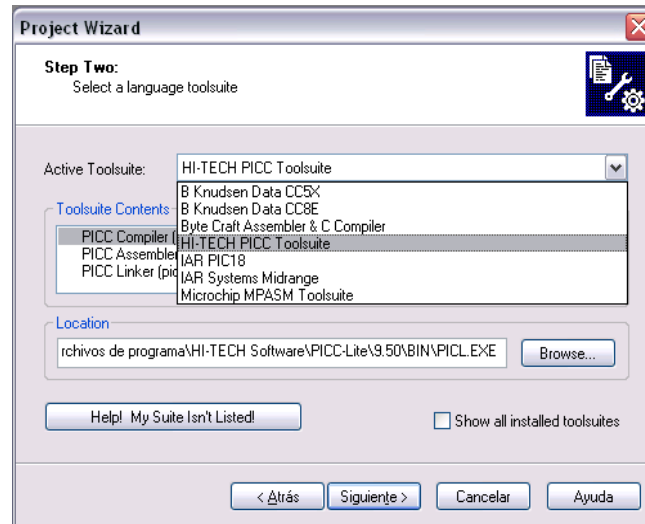 Project Wizard
Step Two:
Select a language toolsuite
Active Toolsuite:
HI-TECH PICC Toolsuite
B Knudsen Data CC5X
B Knudsen Data CC8E
Byte Craft Assembler & C Compiler
HI-TECH PICC Toolsuite
IAR PIC18
IAR Systems Midrange
Microchip MPASM Toolsuite
Toolsuite Contents
PICC Compiler (
PICC Assembler
PICC Linker (pic
Location
rchivos de programa\HI-TECH Software\PICC-Lite\9.50\BIN\PICL.EXE
Browse...
Help! My Suite Isn't Listed!
Show all installed toolsuites
< Atrás
Siguiente >
Cancelar
Ayuda